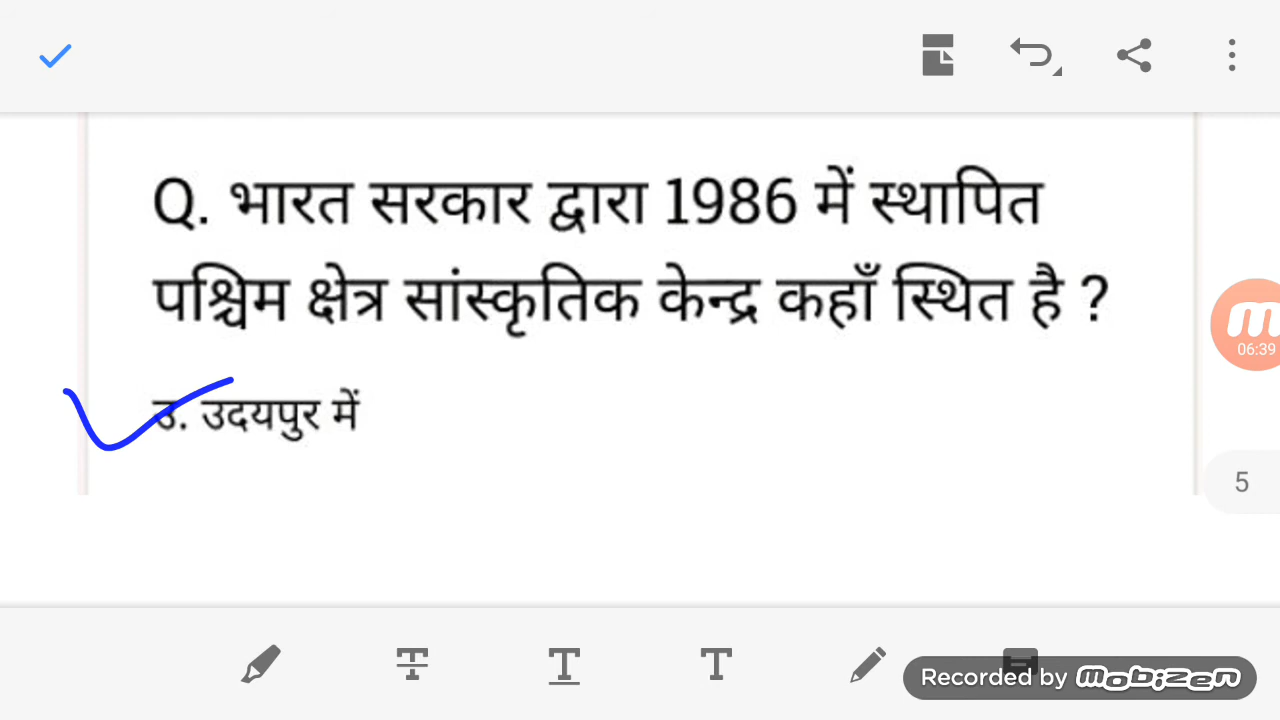 Q. भारत सरकार द्वारा 1986 में स्थापित
पश्चिम क्षेत्र सांस्कृतिक केन्द्र कहाँ स्थित है ?
उ. उदयपुर में
06:39
5
T T T
Recorded by mobizen